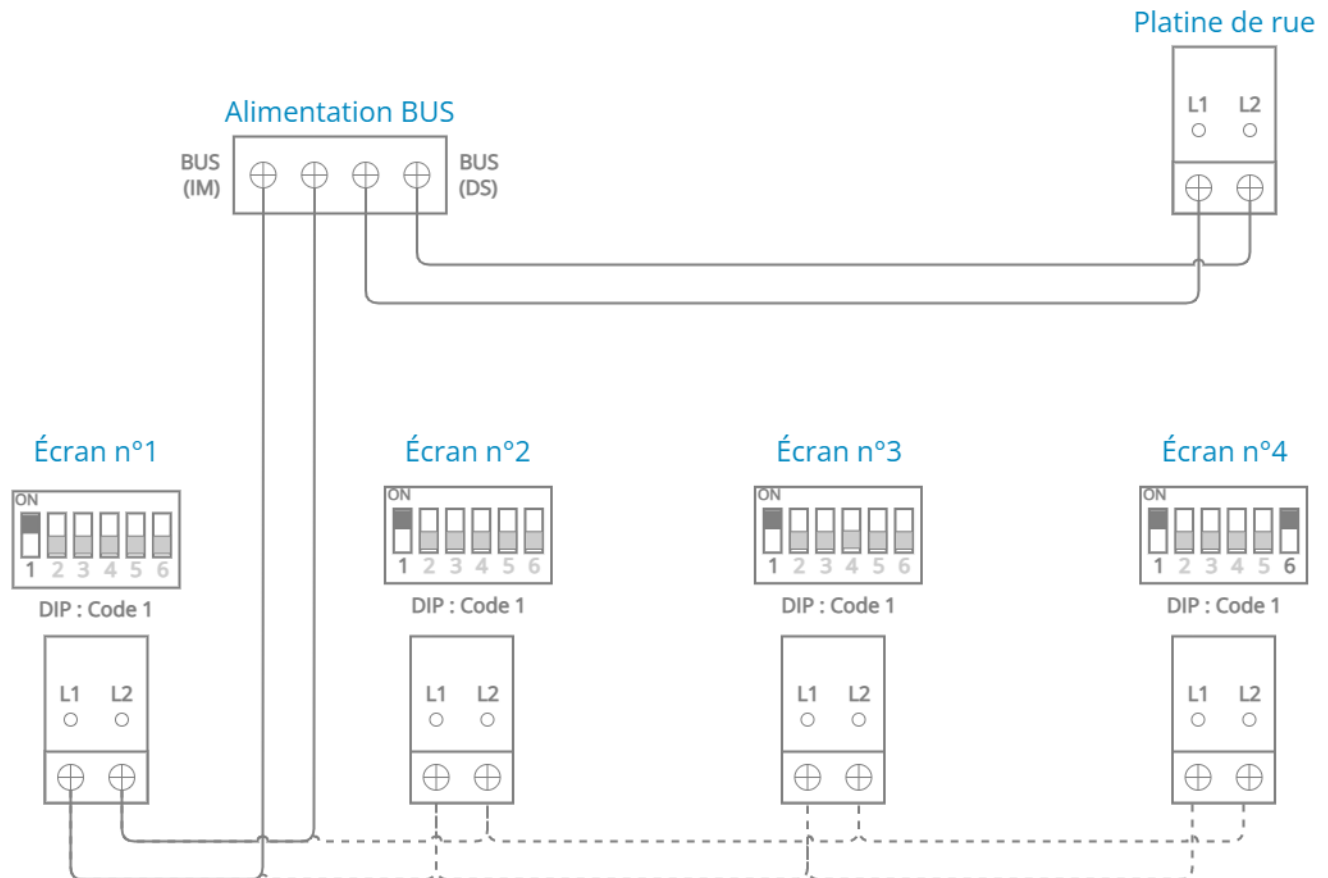 Platine de rue
L1 L2
Alimentation BUS
BUS (IM)
BUS (DS)
Écran n°1
Écran n°2
Écran n°3
Écran n°4
ON
1 2 3 4 5 6
DIP : Code 1
L1 L2
ON
1 2 3 4 5 6
DIP : Code 1
L1 L2
ON
1 2 3 4 5 6
DIP : Code 1
L1 L2
ON
1 2 3 4 5 6
DIP : Code 1
L1 L2